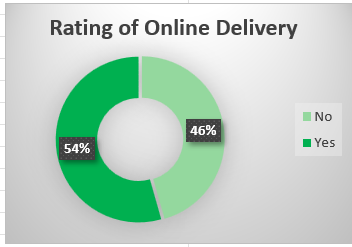 Rating of Online Delivery
46%
54%
No
Yes